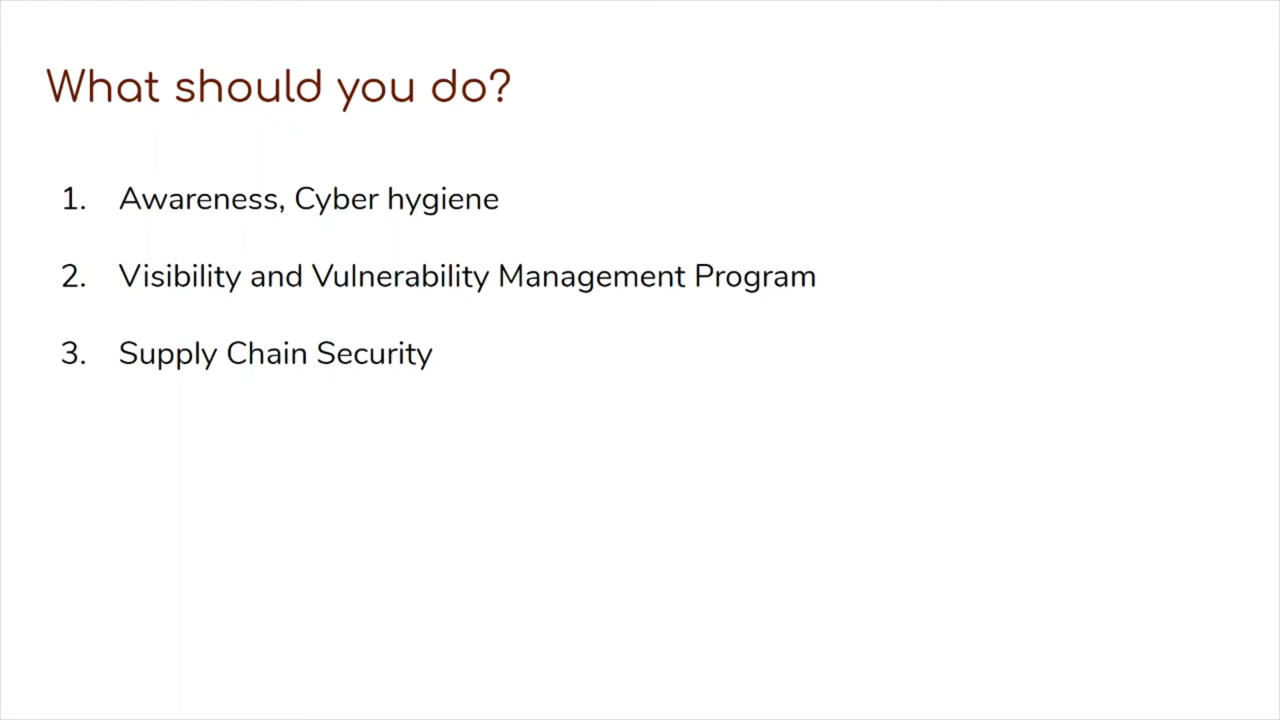 What should you do?
1. Awareness, Cyber hygiene
2. Visibility and Vulnerability Management Program
3. Supply Chain Security